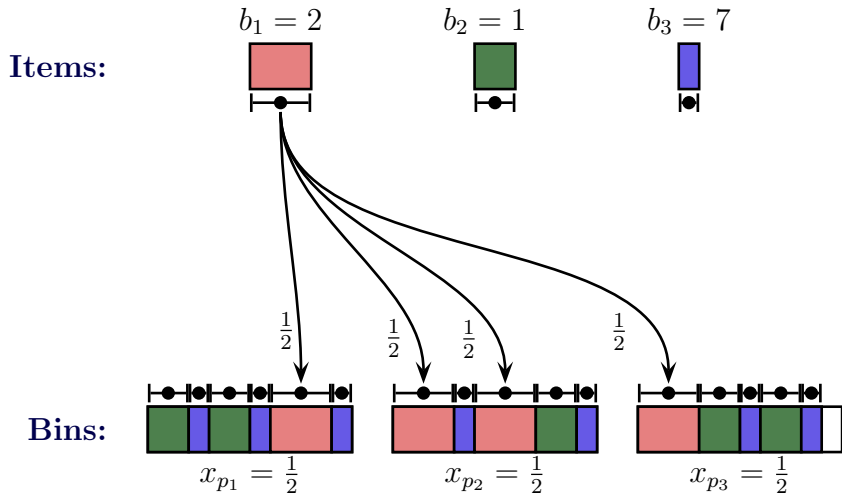 b₁ = 2 b₂ = 1 b₃ = 7
Items:
½ ½ ½ ½
Bins:
xₚ₁ = ½ xₚ₂ = ½ xₚ₃ = ½